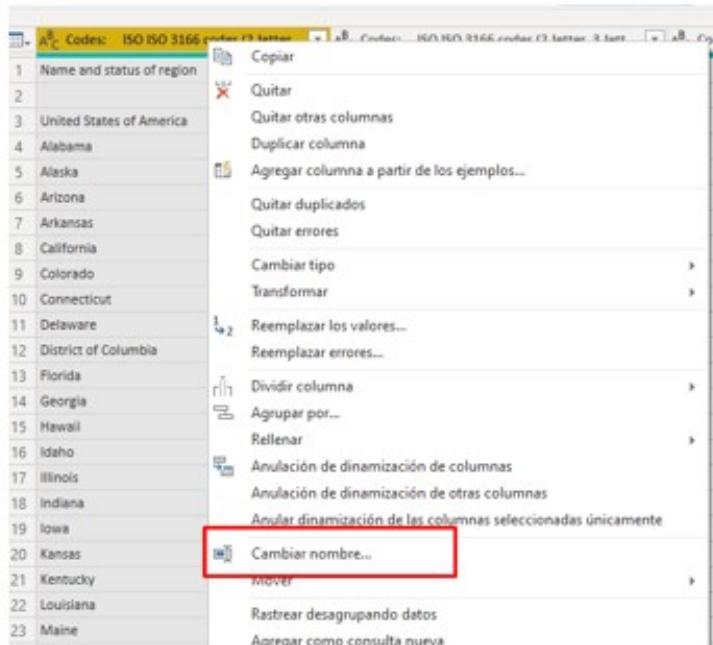 ABC Codes: ISO ISO 3166 codes (2 letter,
ABC Codes: ISO ISO 3166 codes (2 letter, 3 lett
1 Name and status of region
2
3 United States of America
4 Alabama
5 Alaska
6 Arizona
7 Arkansas
8 California
9 Colorado
10 Connecticut
11 Delaware
12 District of Columbia
13 Florida
14 Georgia
15 Hawaii
16 Idaho
17 Illinois
18 Indiana
19 Iowa
20 Kansas
21 Kentucky
22 Louisiana
23 Maine
Copiar
Quitar
Quitar otras columnas
Duplicar columna
Agregar columna a partir de los ejemplos...
Quitar duplicados
Quitar errores
Cambiar tipo
Transformar
Reemplazar los valores...
Reemplazar errores...
Dividir columna
Agrupar por...
Rellenar
Anulación de dinamización de columnas
Anulación de dinamización de otras columnas
Anular dinamización de las columnas seleccionadas únicamente
Cambiar nombre...
Mover
Rastrear desagrupando datos
Agregar como consulta nueva